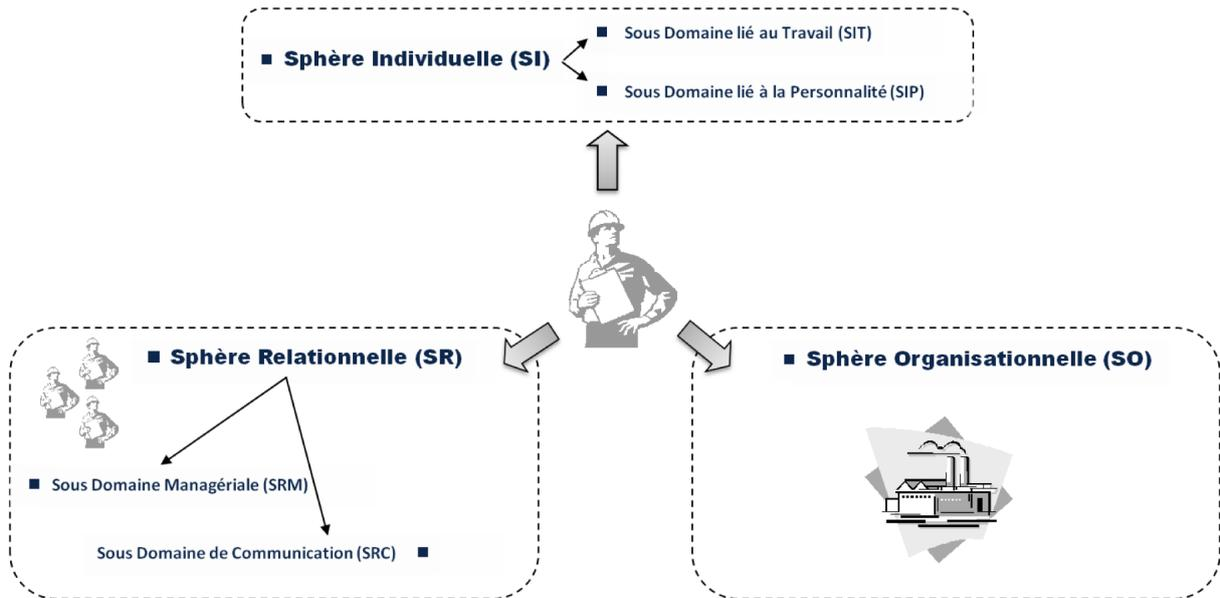 Sphère Individuelle (SI)
Sous Domaine lié au Travail (SIT)
Sous Domaine lié à la Personnalité (SIP)
Sphère Relationnelle (SR)
Sous Domaine Managériale (SRM)
Sous Domaine de Communication (SRC)
Sphère Organisationnelle (SO)